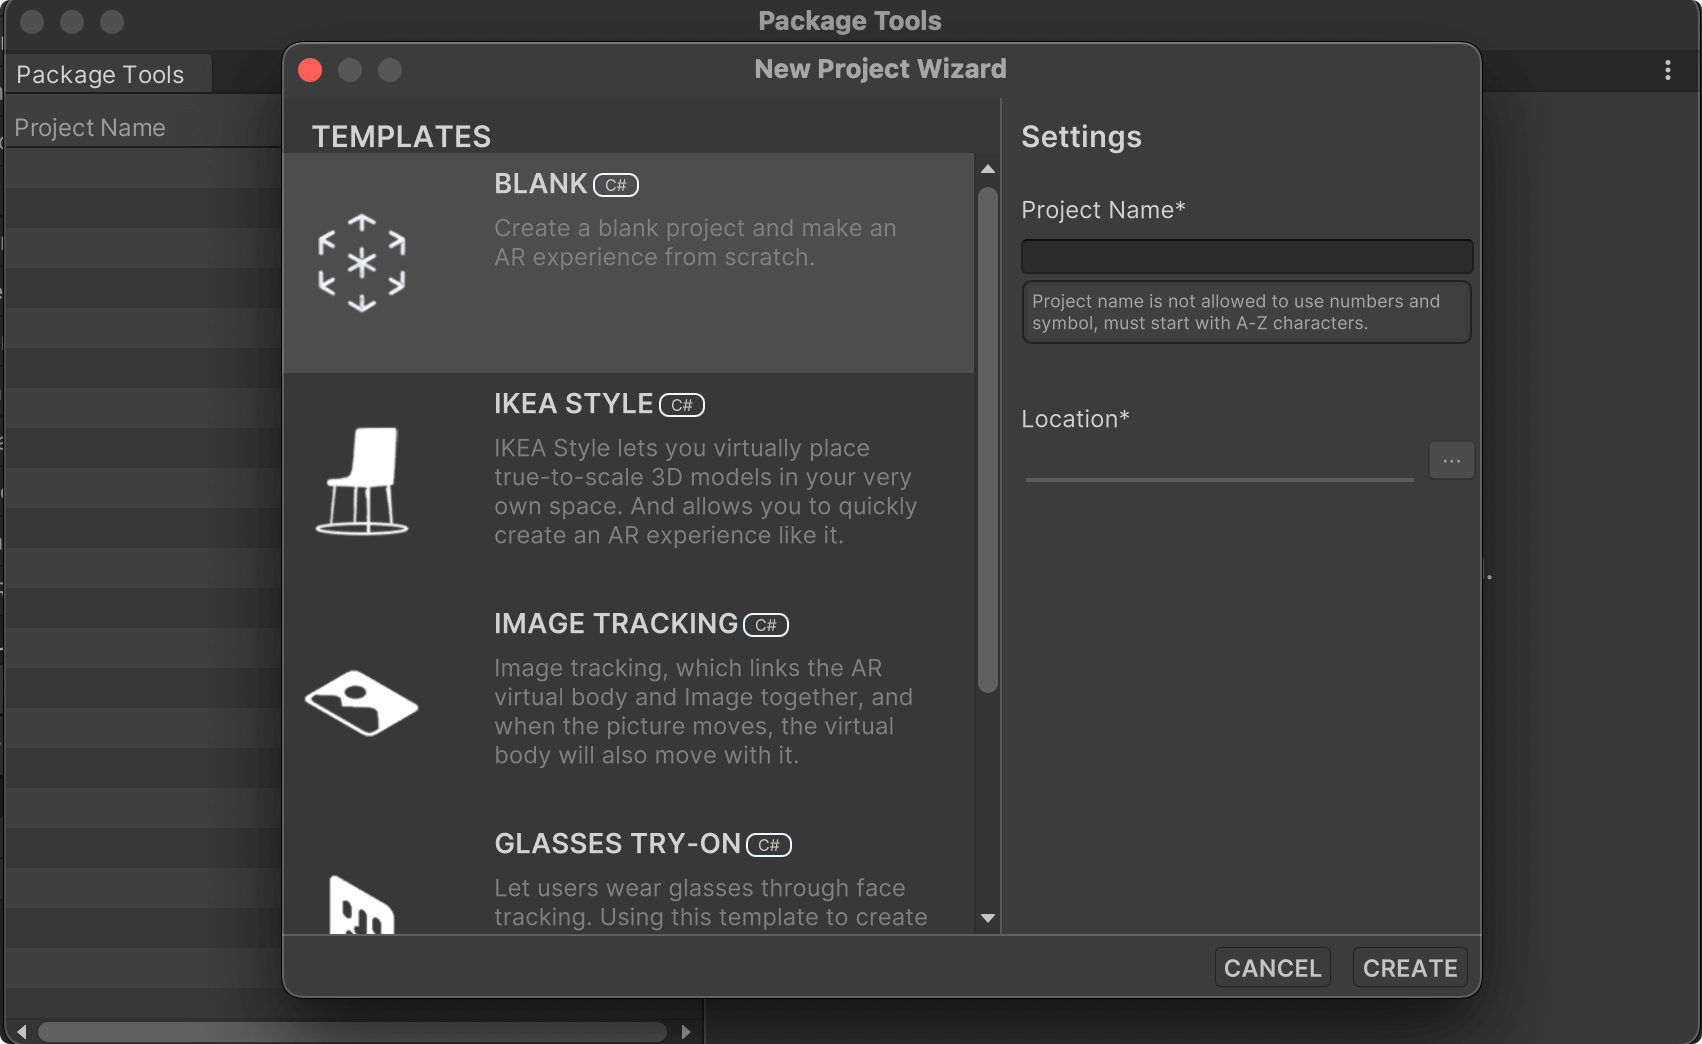 Package Tools
Package Tools
Project Name
New Project Wizard
TEMPLATES
BLANK C#
Create a blank project and make an
AR experience from scratch.
IKEA STYLE C#
IKEA Style lets you virtually place
true-to-scale 3D models in your very
own space. And allows you to quickly
create an AR experience like it.
IMAGE TRACKING C#
Image tracking, which links the AR
virtual body and Image together, and
when the picture moves, the virtual
body will also move with it.
GLASSES TRY-ON C#
Let users wear glasses through face
tracking. Using this template to create
Settings
Project Name*
Project name is not allowed to use numbers and
symbol, must start with A-Z characters.
Location*
...
CANCEL
CREATE